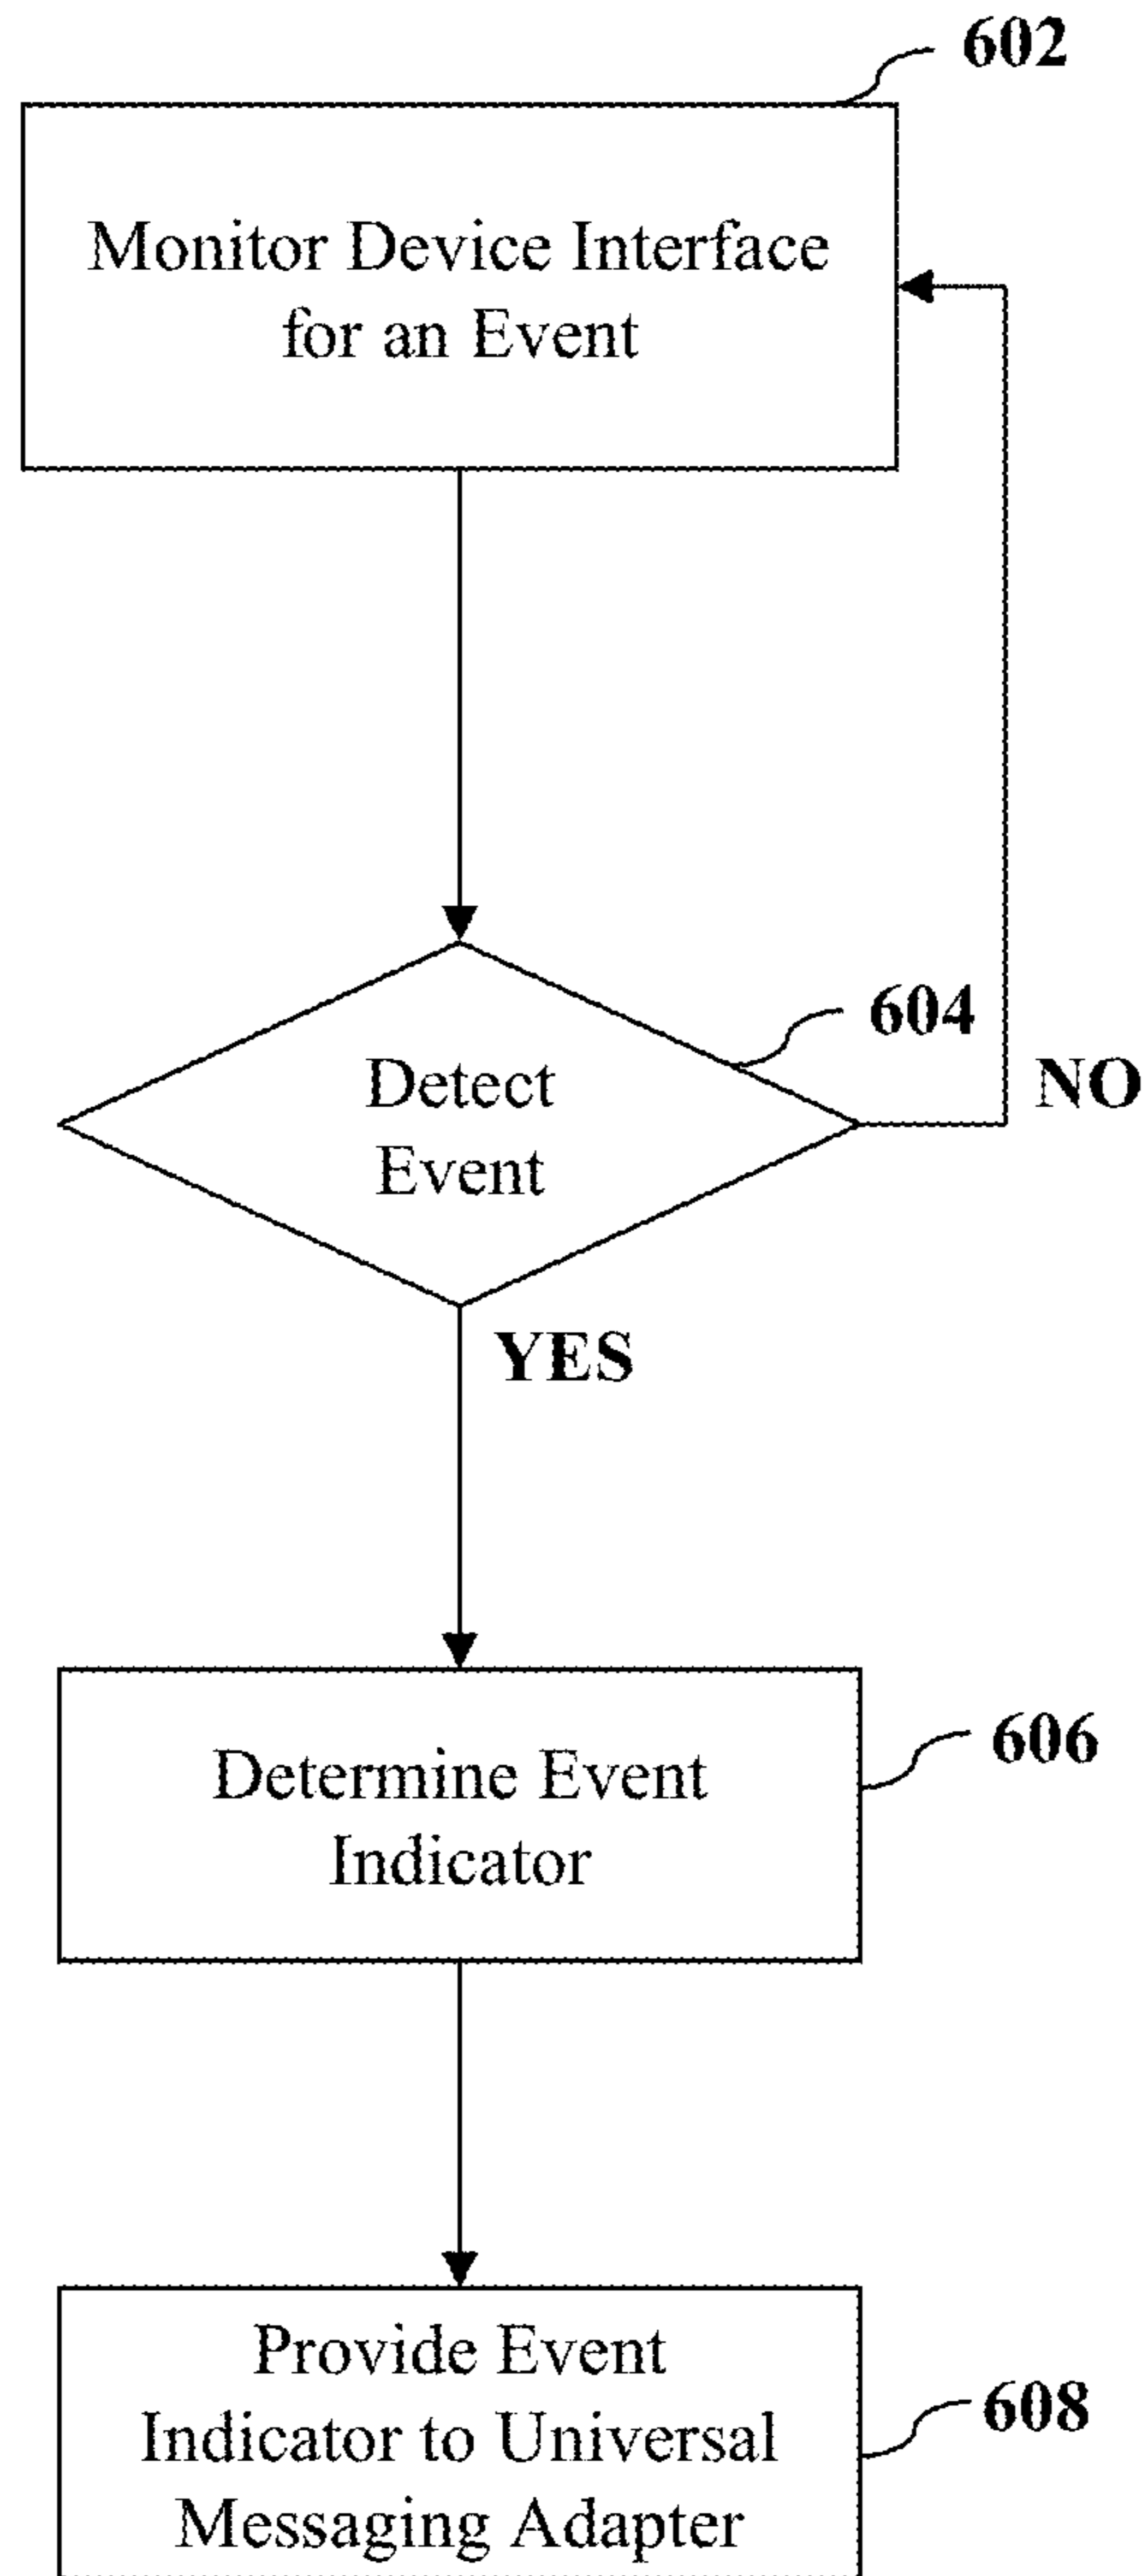 602
Monitor Device Interface
for an Event
604
Detect
Event
NO
YES
Determine Event
Indicator
606
Provide Event
Indicator to Universal
Messaging Adapter
608